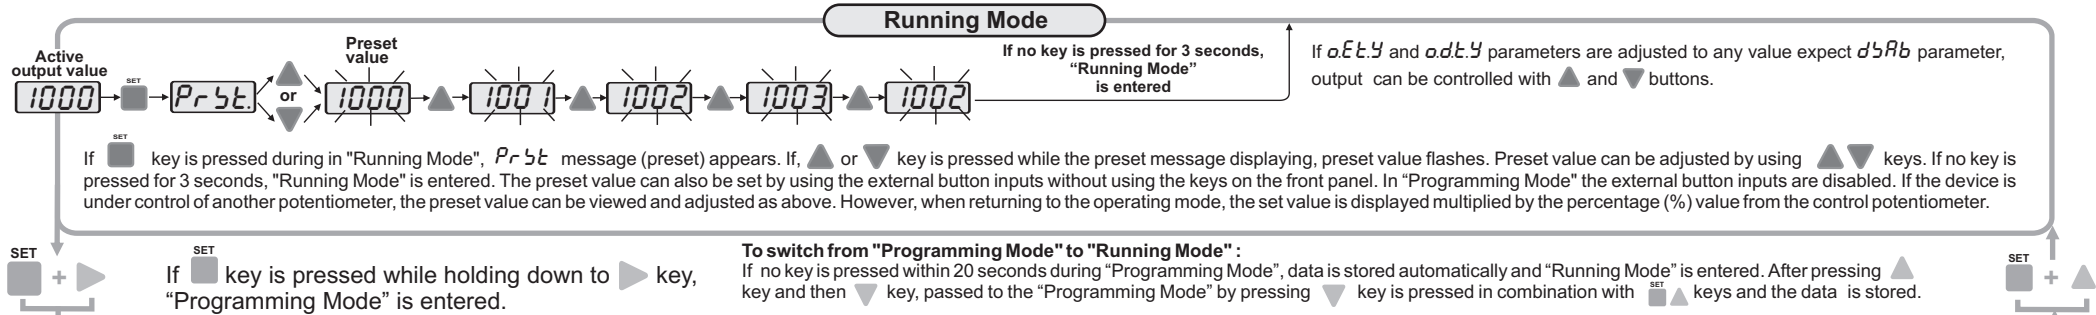 Running Mode
Active
output value
Preset
value
If no key is pressed for 3 seconds,
“Running Mode”
is entered
If o.Et.Y and o.d.t.Y parameters are adjusted to any value expect dSAb parameter,
output can be controlled with ▲ and ▼ buttons.
1000 SET PrSt. or 1000 1001 1002 1003 1002
If SET key is pressed during in "Running Mode", PrSt message (preset) appears. If, ▲ or ▼ key is pressed while the preset message displaying, preset value flashes. Preset value can be adjusted by using ▲▼ keys. If no key is
pressed for 3 seconds, "Running Mode" is entered. The preset value can also be set by using the external button inputs without using the keys on the front panel. In “Programming Mode" the external button inputs are disabled. If the device is
under control of another potentiometer, the preset value can be viewed and adjusted as above. However, when returning to the operating mode, the set value is displayed multiplied by the percentage (%) value from the control potentiometer.
SET
+
If SET key is pressed while holding down to ▶ key,
“Programming Mode” is entered.
To switch from "Programming Mode" to "Running Mode" :
If no key is pressed within 20 seconds during “Programming Mode”, data is stored automatically and “Running Mode” is entered. After pressing ▲
key and then ▼ key, passed to the “Programming Mode” by pressing ▼ key is pressed in combination with SET ▲ keys and the data is stored.
SET
+